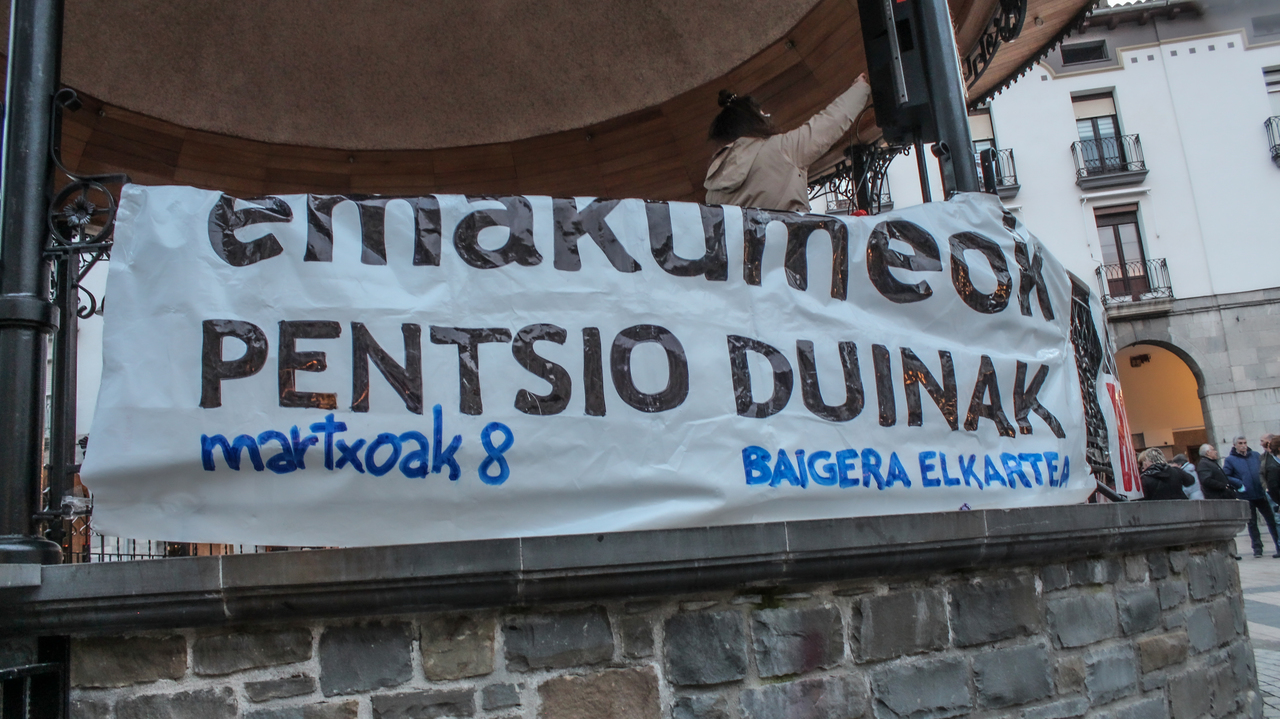 emakumeok
PENTSIO DUINAK
martxoak 8
BAIGERA ELKARTEA